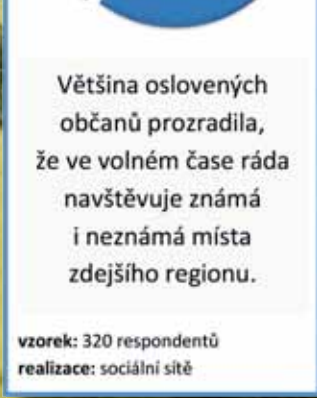 Většina oslovených
občanů prozradila,
že ve volném čase ráda
navštěvuje známá
i neznámá místa
zdejšího regionu.
vzorek: 320 respondentů
realizace: sociální sítě